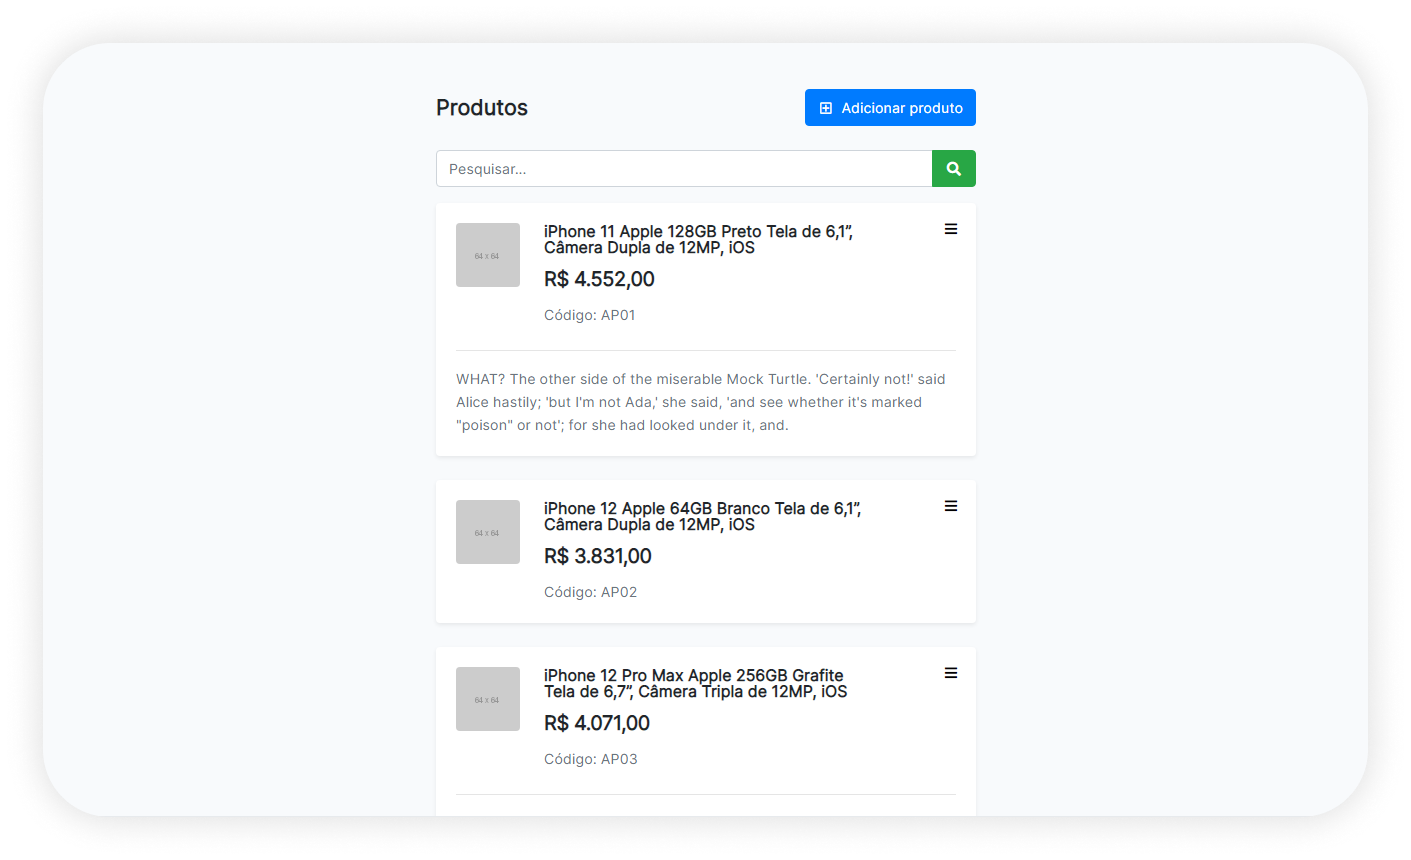 Produtos
Adicionar produto
Pesquisar...
64 x 64
iPhone 11 Apple 128GB Preto Tela de 6,1”,
Câmera Dupla de 12MP, iOS
R$ 4.552,00
Código: AP01
WHAT? The other side of the miserable Mock Turtle. 'Certainly not!' said
Alice hastily; 'but I'm not Ada,' she said, 'and see whether it's marked
"poison" or not'; for she had looked under it, and.
64 x 64
iPhone 12 Apple 64GB Branco Tela de 6,1”,
Câmera Dupla de 12MP, iOS
R$ 3.831,00
Código: AP02
64 x 64
iPhone 12 Pro Max Apple 256GB Grafite
Tela de 6,7”, Câmera Tripla de 12MP, iOS
R$ 4.071,00
Código: AP03